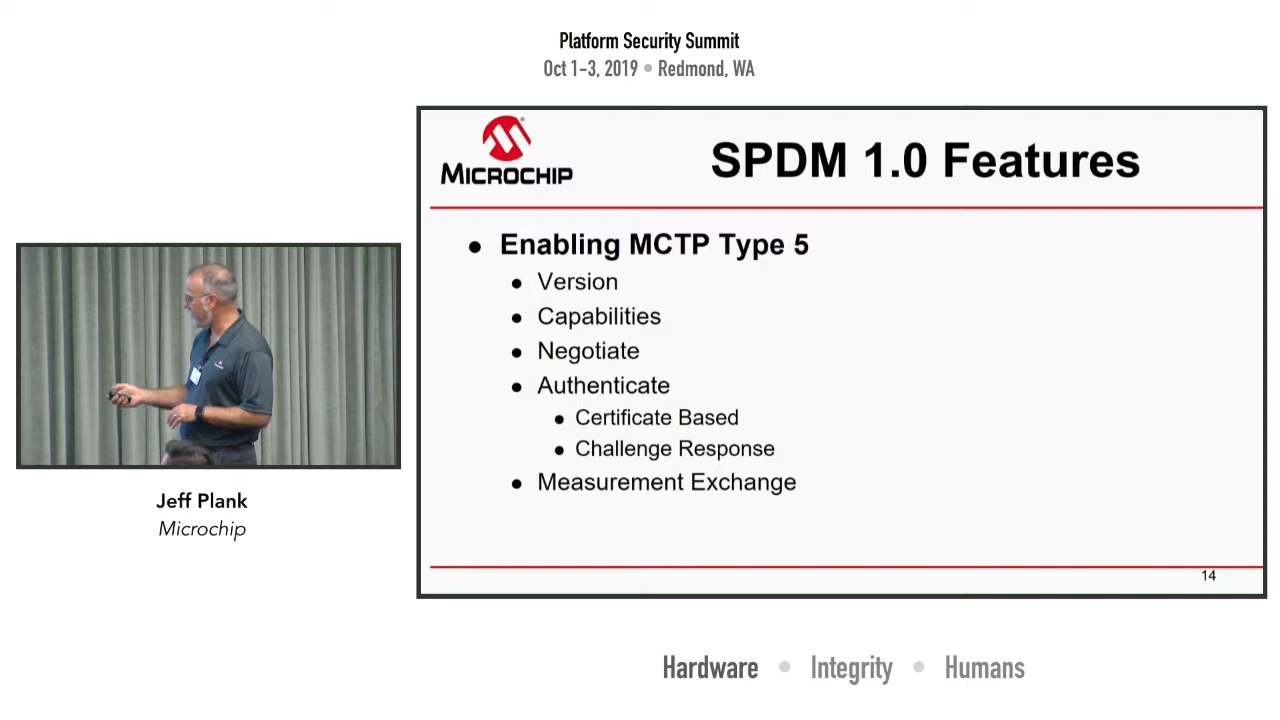 Platform Security Summit
Oct 1-3, 2019 • Redmond, WA
MICROCHIP
SPDM 1.0 Features
• Enabling MCTP Type 5
• Version
• Capabilities
• Negotiate
• Authenticate
• Certificate Based
• Challenge Response
• Measurement Exchange
14
Jeff Plank
Microchip
Hardware • Integrity • Humans